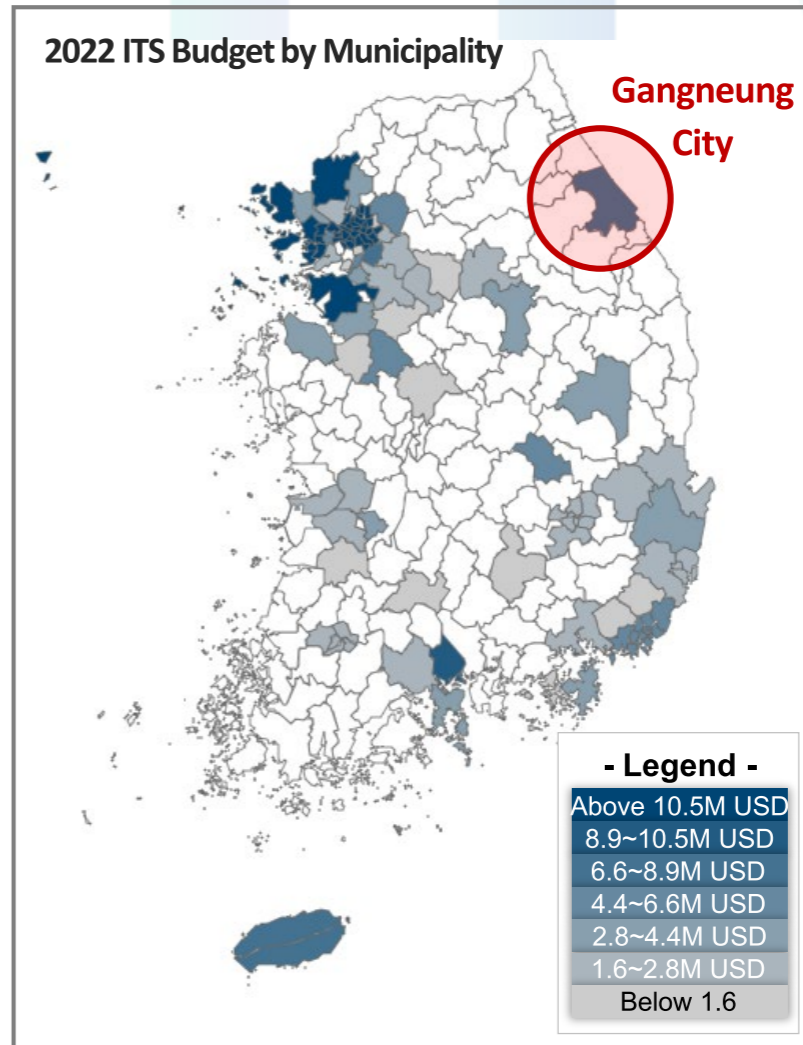 2022 ITS Budget by Municipality
Gangneung
City
- Legend -
Above 10.5M USD
8.9~10.5M USD
6.6~8.9M USD
4.4~6.6M USD
2.8~4.4M USD
1.6~2.8M USD
Below 1.6